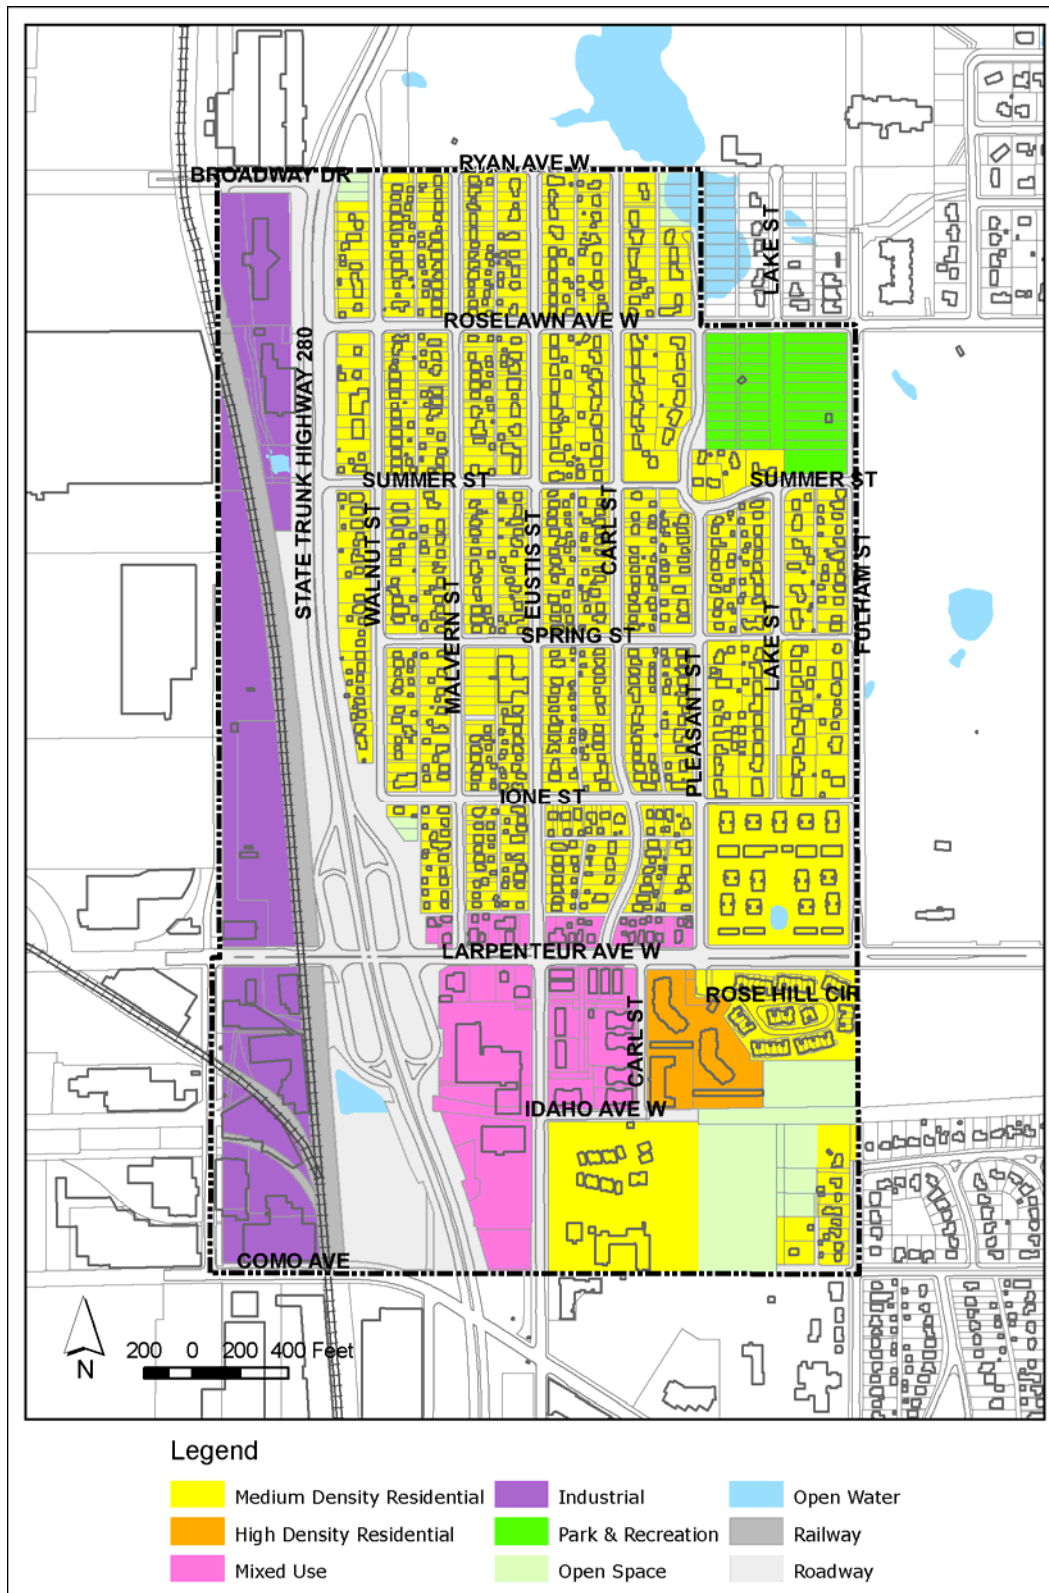 RYAN AVE W
BROADWAY DR
LAKE ST
ROSELAWN AVE W
STATE TRUNK HIGHWAY 280
SUMMER ST
SUMMER ST
WALNUT ST
EUSTIS ST
CARL ST
FULHAM ST
MALVERN ST
SPRING ST
LAKE ST
PLEASANT ST
IONE ST
LARPENTEUR AVE W
ROSE HILL CIR
CARL ST
IDAHO AVE W
COMO AVE
N
200 0 200 400 Feet
Legend
Medium Density Residential
Industrial
Open Water
High Density Residential
Park & Recreation
Railway
Mixed Use
Open Space
Roadway